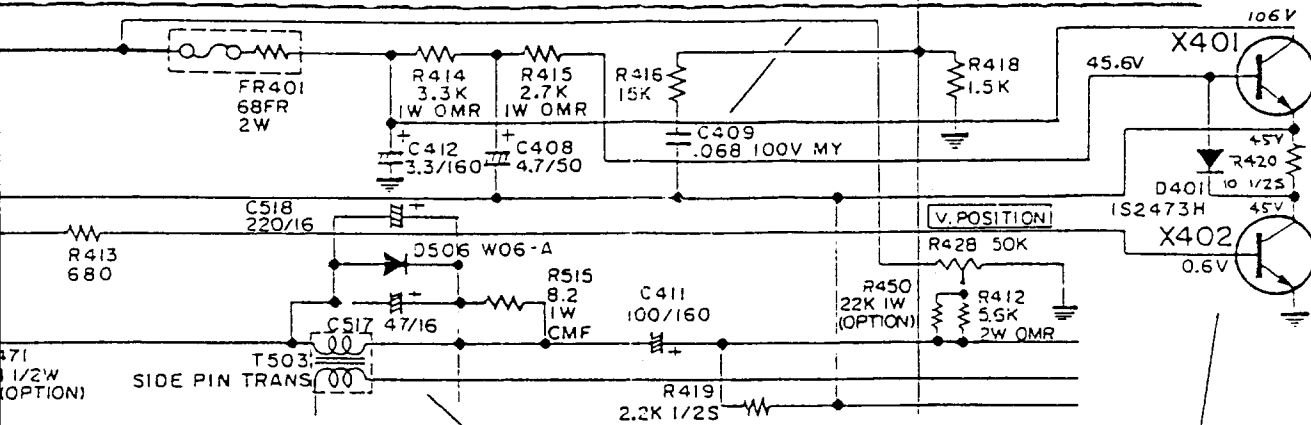 106V
X401
FR401
68FR
2W
R414
3.3K
1W OMR
R415
2.7K
1W OMR
R416
15K
R418
1.5K
45.6V
C412
3.3/160
C408
4.7/50
C409
.068 100V MY
45V
R420
10 1/2S
D401
1S2473H
45V
C518
220/16
V. POSITION
R428 50K
X402
0.6V
R413
680
D506 W06-A
R515
8.2
1W
CMF
C411
100/160
R450
22K 1W
(OPTION)
R412
5.6K
2W OMR
C517
47/16
471
1/2W
(OPTION)
T503
SIDE PIN TRANS
R419
2.2K 1/2S